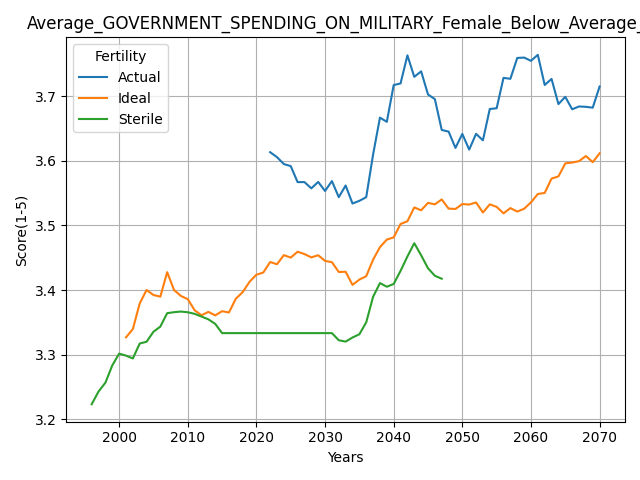 Average_GOVERNMENT_SPENDING_ON_MILITARY_Female_Below_Average_
Fertility
Actual
Ideal
Sterile
Score(1-5)
3.7
3.6
3.5
3.4
3.3
3.2
2000 2010 2020 2030 2040 2050 2060 2070
Years